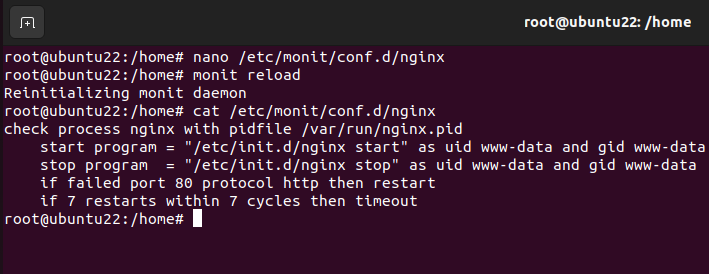 root@ubuntu22: /home
root@ubuntu22:/home# nano /etc/monit/conf.d/nginx
root@ubuntu22:/home# monit reload
Reinitializing monit daemon
root@ubuntu22:/home# cat /etc/monit/conf.d/nginx
check process nginx with pidfile /var/run/nginx.pid
    start program = "/etc/init.d/nginx start" as uid www-data and gid www-data
    stop program  = "/etc/init.d/nginx stop" as uid www-data and gid www-data
    if failed port 80 protocol http then restart
    if 7 restarts within 7 cycles then timeout
root@ubuntu22:/home#